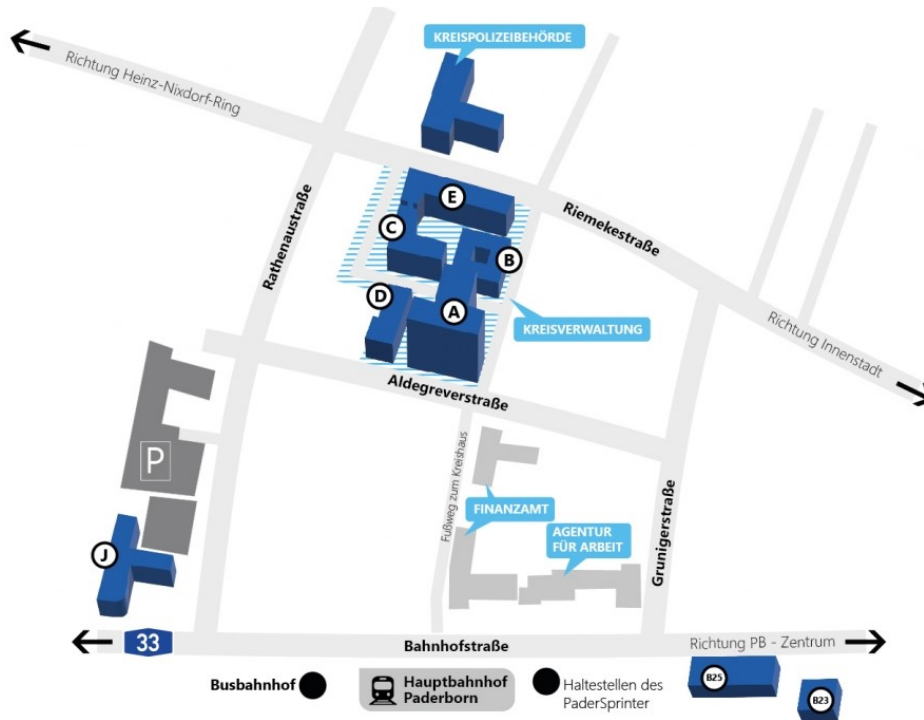 KREISPOLIZEIBEHÖRDE
Richtung Heinz-Nixdorf-Ring
E
Riemekestraße
Rathenaustraße
C
B
D
A
KREISVERWALTUNG
Richtung Innenstadt
Aldegreverstraße
P
Fußweg zum Kreishaus
FINANZAMT
AGENTUR
FÜR ARBEIT
Grunigerstraße
J
33
Bahnhofstraße
Richtung PB - Zentrum
Busbahnhof
Hauptbahnhof
Paderborn
Haltestellen des
PaderSprinter
B25
B23